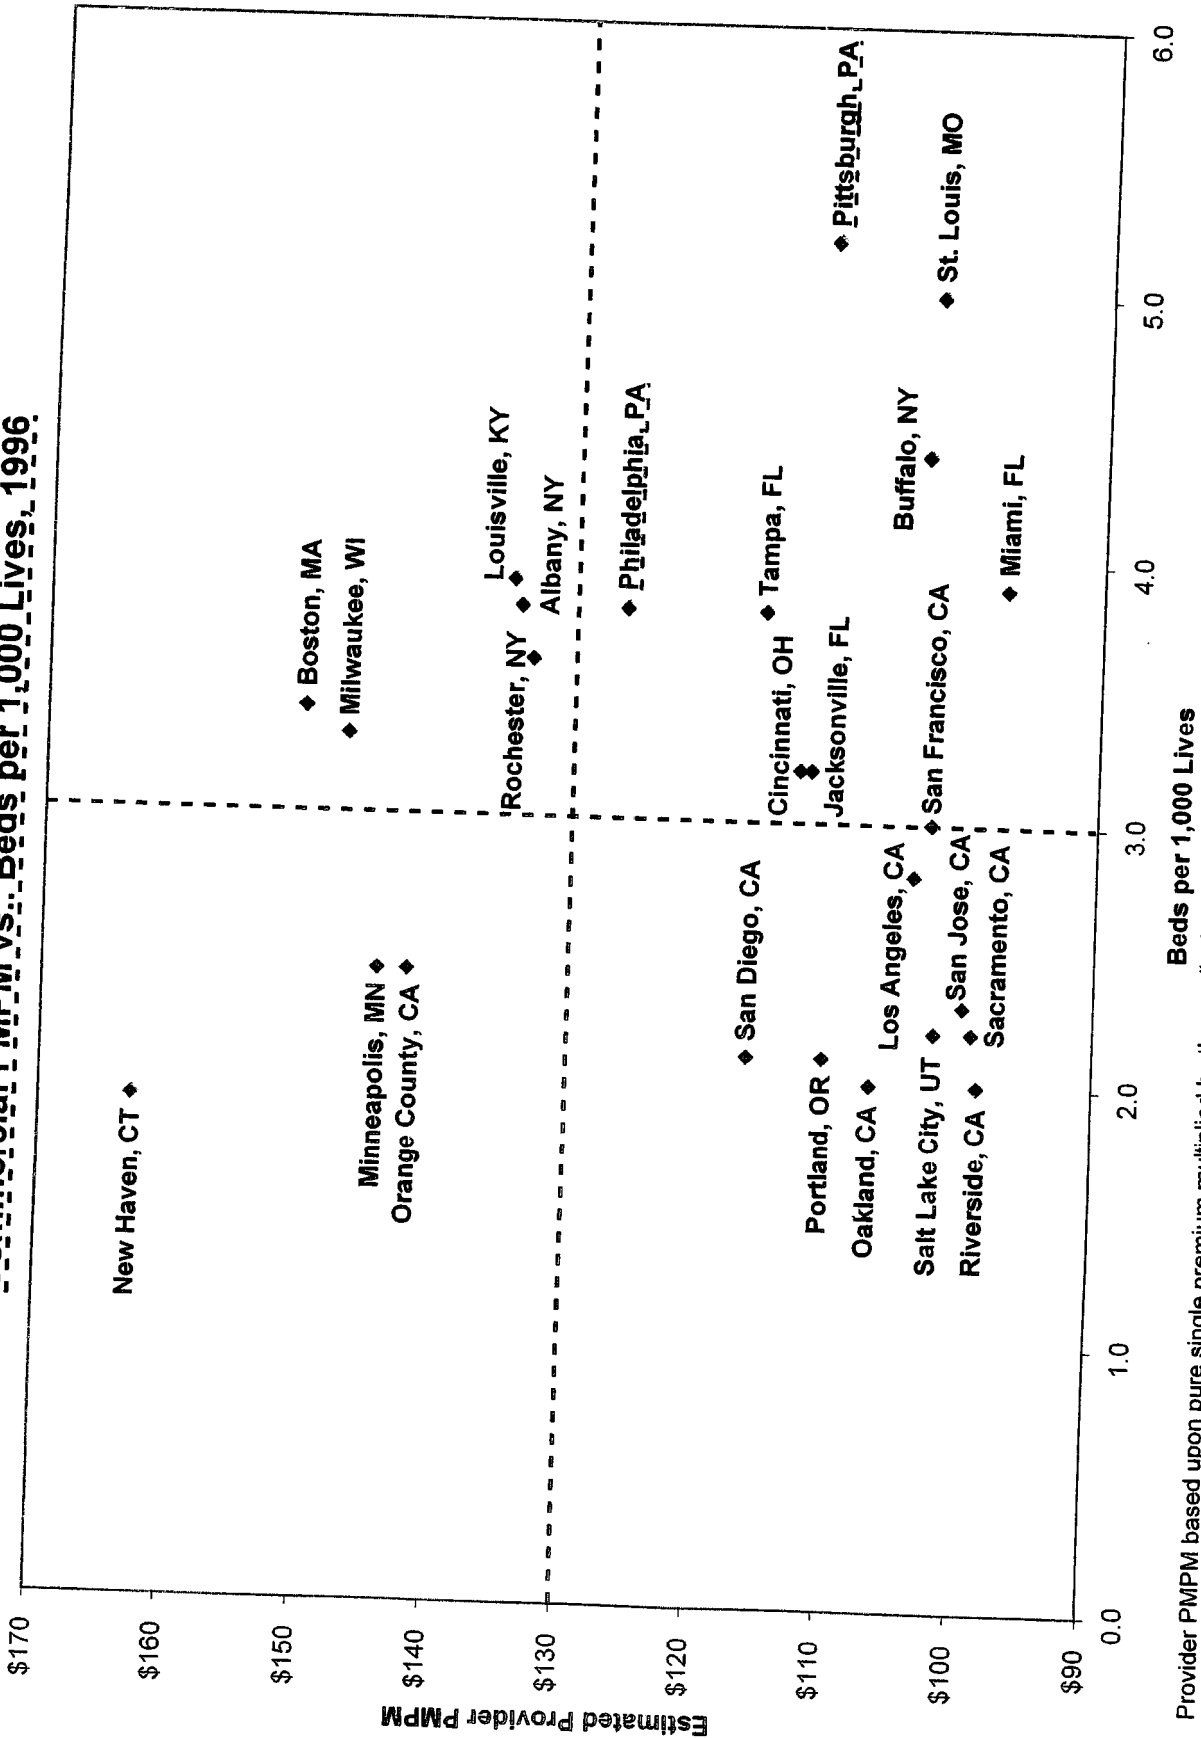 PMPM vs.. Beds per 1,000 Lives, 1996
$170
$160
$150
$140
$130
$120
$110
$100
$90
Estimated Provider PMPM
New Haven, CT
Minneapolis, MN
Orange County, CA
Boston, MA
Milwaukee, WI
Louisville, KY
Rochester, NY
Albany, NY
Philadelphia, PA
San Diego, CA
Tampa, FL
Cincinnati, OH
Portland, OR
Jacksonville, FL
Pittsburgh, PA
Oakland, CA
Los Angeles, CA
Buffalo, NY
Salt Lake City, UT
San Francisco, CA
St. Louis, MO
San Jose, CA
Riverside, CA
Sacramento, CA
Miami, FL
0.0
1.0
2.0
3.0
4.0
5.0
6.0
Beds per 1,000 Lives
Provider PMPM based upon pure single premium multiplied